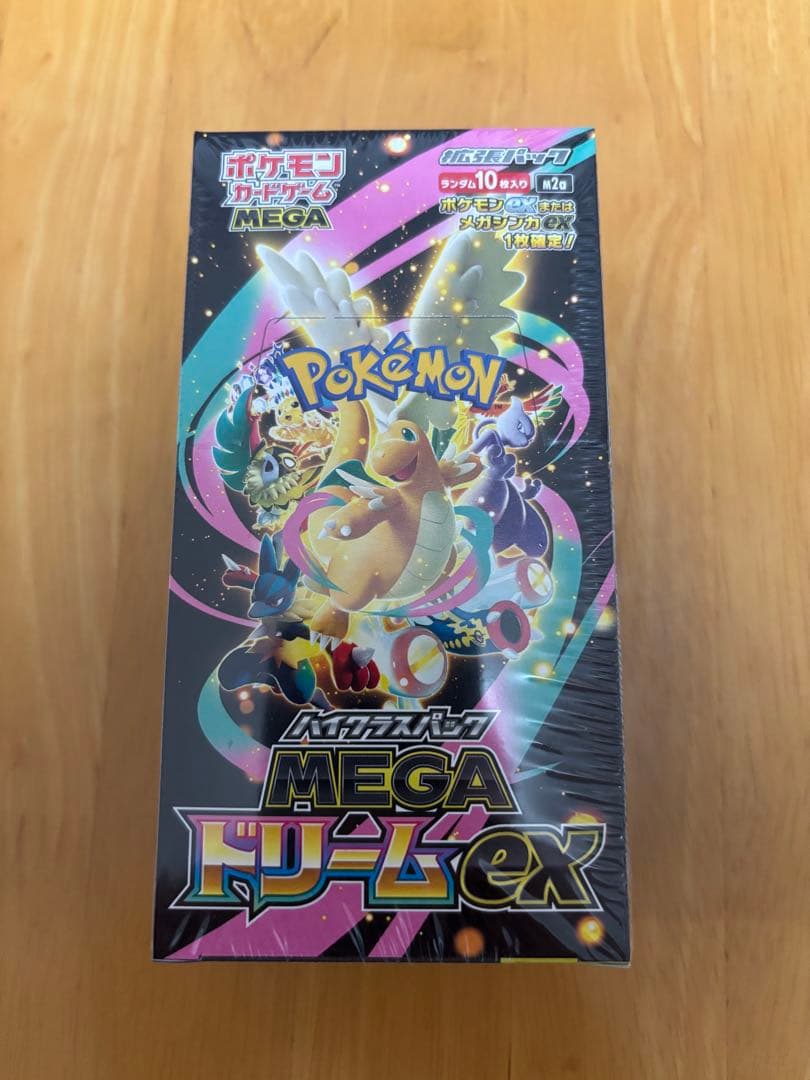 ポケモン
カードゲーム
MEGA
拡張パック
ランダム10枚入り M2a
ポケモンexまたは
メガシンカex
1枚確定!
POKéMON
TM
ハイクラスパック
MEGA
ドリームex